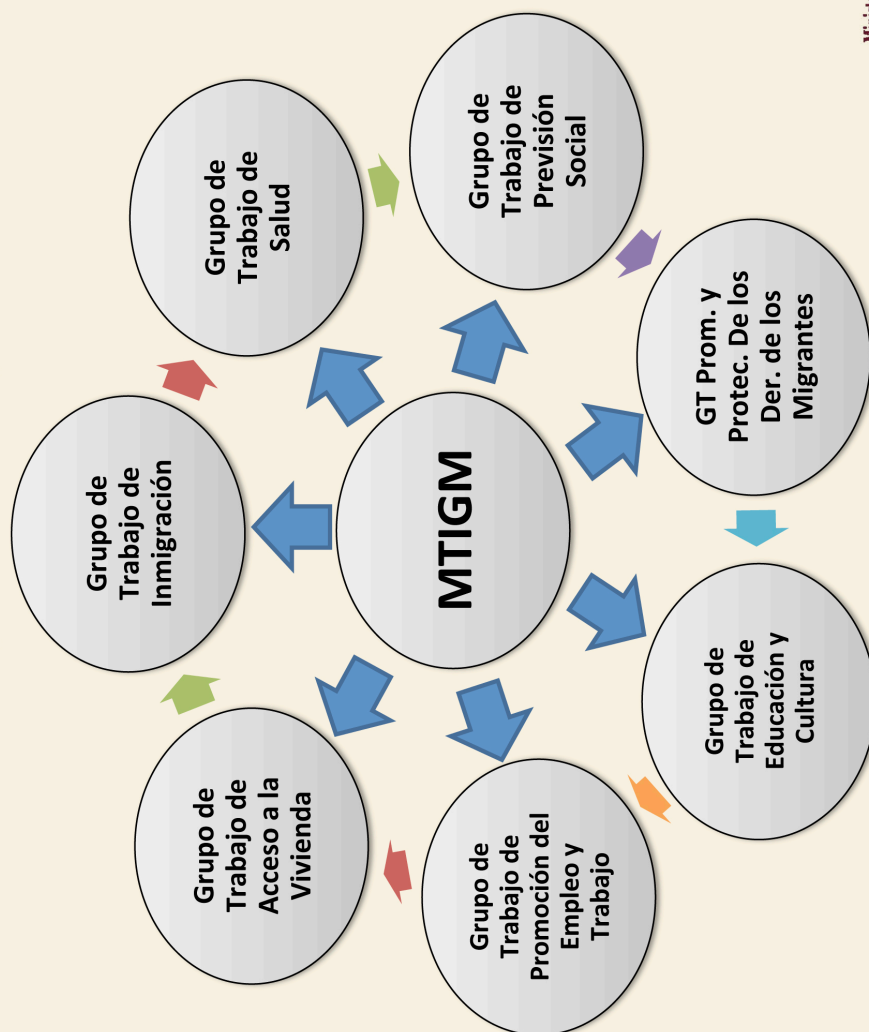 Grupo de
Trabajo de
Inmigración
Grupo de
Trabajo de
Salud
Grupo de
Trabajo de
Previsión
Social
GT Prom. y
Protec. De los
Der. de los
Migrantes
Grupo de
Trabajo de
Educación y
Cultura
Grupo de
Trabajo de
Promoción del
Empleo y
Trabajo
Grupo de
Trabajo de
Acceso a la
Vivienda
MTIGM